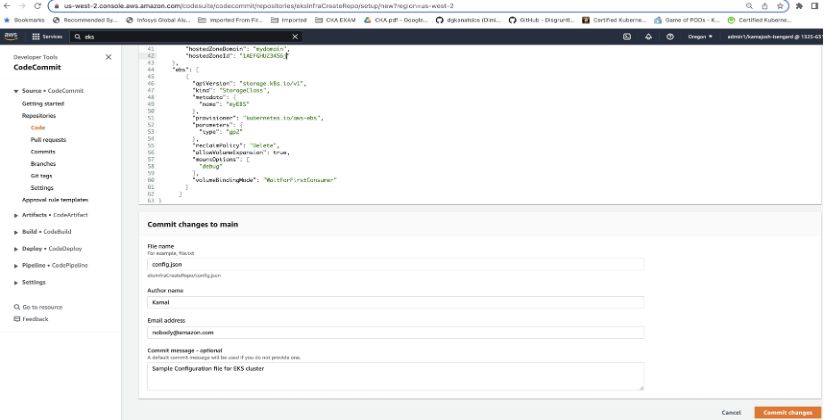 us-west-2.console.aws.amazon.com/codesuite/codecommit/repositories/eksInfraCreateRepo/setup/new?region=us-west-2
Bookmarks Recommended Sy... Infosys Global Alu... Imported From Fir... Imported CKA EXAM CKA.pdf - Google... dgkanatsios (Dimi... GitHub - Disgruntl... Certified Kuberne... Game of PODs - K... Certified Kuberne...
aws Services eks Oregon
Developer Tools
CodeCommit
Source • CodeCommit
Getting started
Repositories
Code
Pull requests
Commits
Branches
Git tags
Settings
Approval rule templates
Artifacts • CodeArtifact
Build • CodeBuild
Deploy • CodeDeploy
Pipeline • CodePipeline
Settings
Go to resource
Feedback
41 "hostedZoneDomain": "mydomain",
42 "hostedZoneId":
43 },
44 "ebs": [
45 {
46 "apiVersion": "storage.k8s.io/v1",
47 "kind": "StorageClass",
48 "metadata": {
49 "name": "myEBS"
50 },
51 "provisioner": "kubernetes.io/aws-ebs",
52 "parameters": {
53 "type": "gp2"
54 },
55 "reclaimPolicy": "Delete",
56 "allowVolumeExpansion": true,
57 "mountOptions": [
58 "debug"
59 ],
60 "volumeBindingMode": "WaitForFirstConsumer"
61 }
62 ]
63 }
Commit changes to main
File name
For example, file.txt
config.json
eksInfraCreateRepo/config.json
Author name
Kamal
Email address
nobody@amazon.com
Commit message - optional
A default commit message will be used if you do not provide one.
Sample Configuration file for EKS cluster
Cancel Commit changes